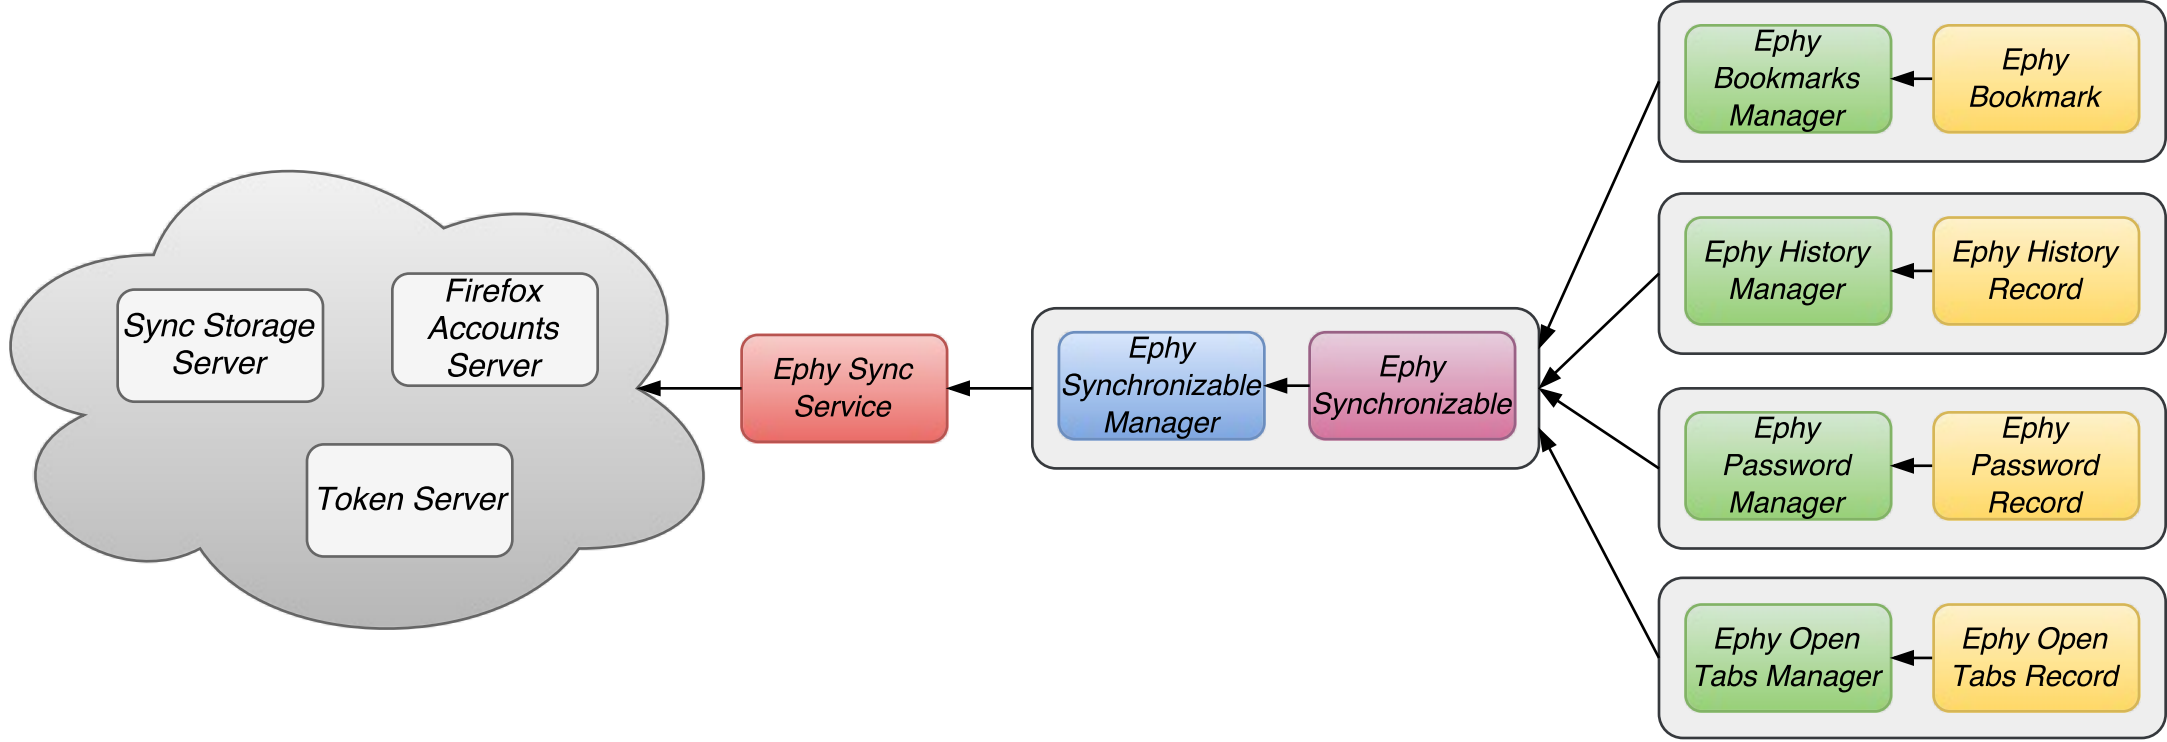 Sync Storage
Server
Firefox
Accounts
Server
Token Server
Ephy Sync
Service
Ephy
Synchronizable
Manager
Ephy
Synchronizable
Ephy
Bookmarks
Manager
Ephy
Bookmark
Ephy History
Manager
Ephy History
Record
Ephy
Password
Manager
Ephy
Password
Record
Ephy Open
Tabs Manager
Ephy Open
Tabs Record